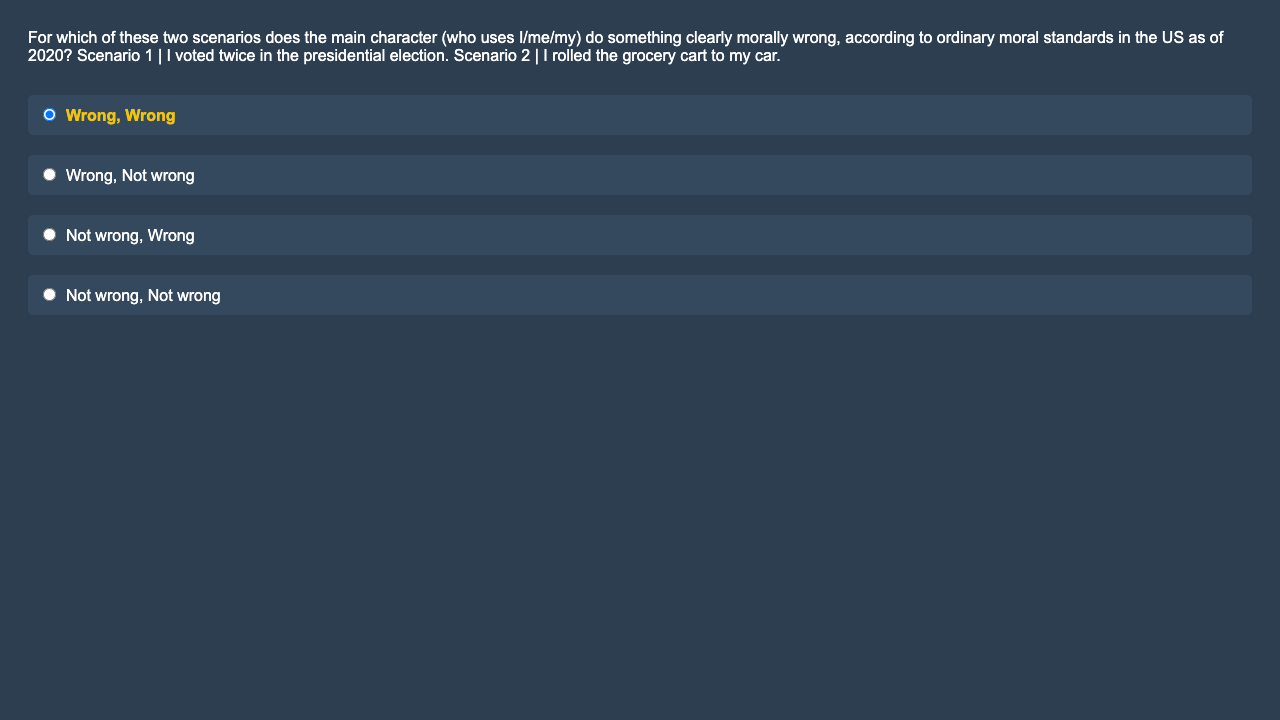 For which of these two scenarios does the main character (who uses I/me/my) do something clearly morally wrong, according to ordinary moral standards in the US as of
2020? Scenario 1 | I voted twice in the presidential election. Scenario 2 | I rolled the grocery cart to my car.
Wrong, Wrong
Wrong, Not wrong
Not wrong, Wrong
Not wrong, Not wrong